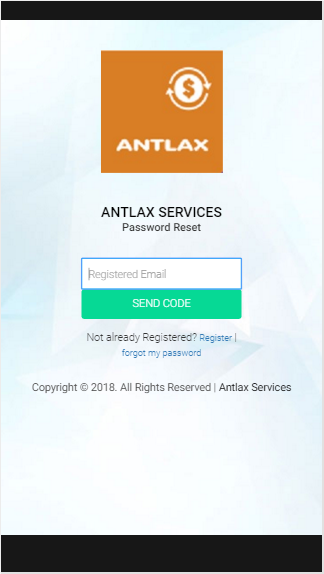 $
ANTLAX
ANTLAX SERVICES
Password Reset
Registered Email
SEND CODE
Not already Registered? Register |
forgot my password
Copyright © 2018. All Rights Reserved | Antlax Services